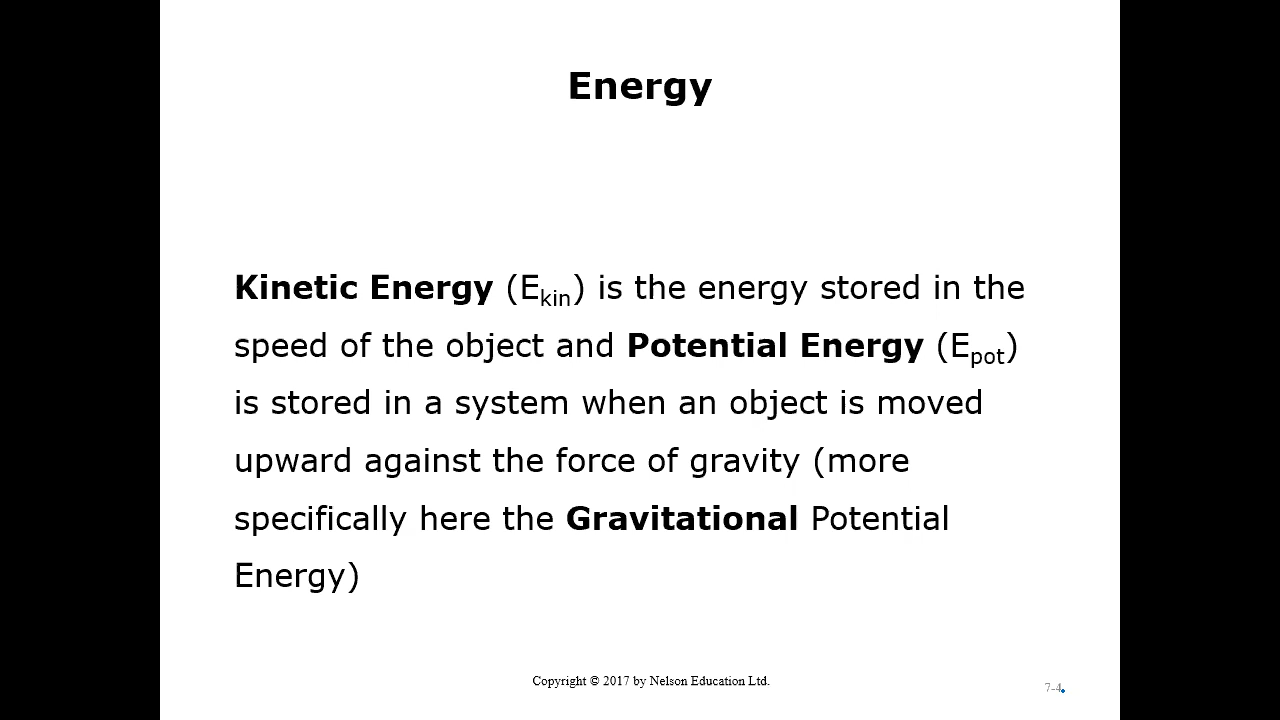 Energy
Kinetic Energy (Ekin) is the energy stored in the
speed of the object and Potential Energy (Epot)
is stored in a system when an object is moved
upward against the force of gravity (more
specifically here the Gravitational Potential
Energy)
Copyright © 2017 by Nelson Education Ltd.
7-4